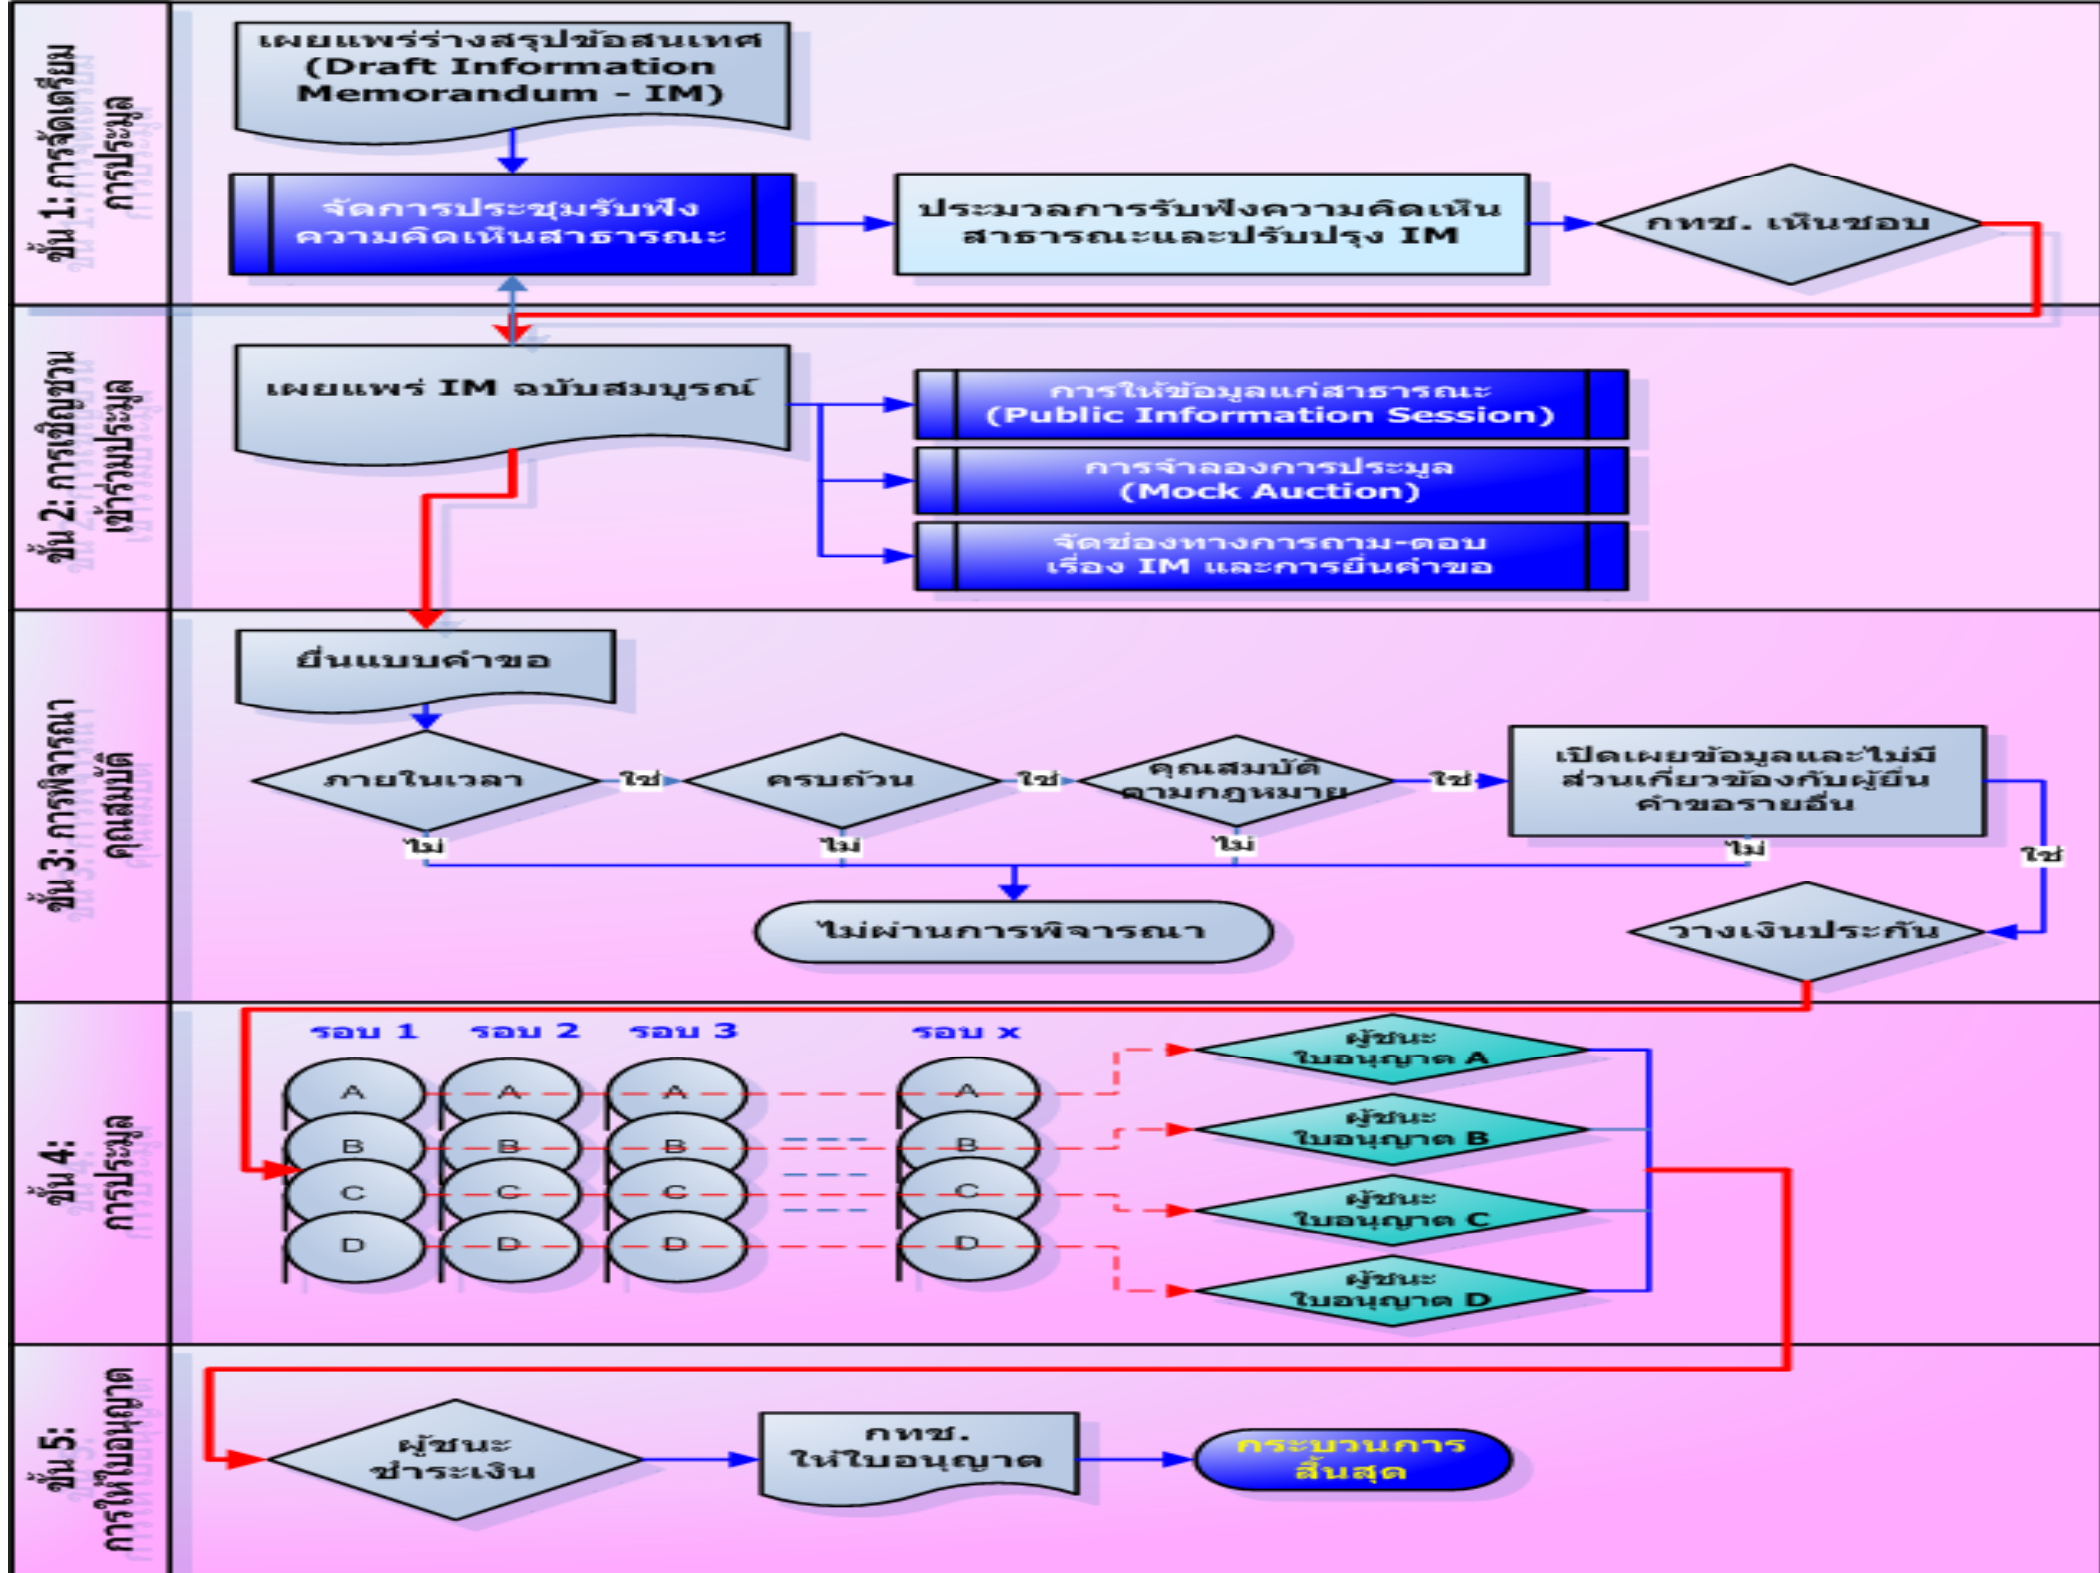 ขั้น 1: การจัดเตรียม
การประมูล
เผยแพร่ร่างสรุปข้อสนเทศ
(Draft Information
Memorandum - IM)
จัดการประชุมรับฟัง
ความคิดเห็นสาธารณะ
ประมวลการรับฟังความคิดเห็น
สาธารณะและปรับปรุง IM
กทช. เห็นชอบ
ขั้น 2: การเชิญชวน
เข้าร่วมประมูล
เผยแพร่ IM ฉบับสมบูรณ์
การให้ข้อมูลแก่สาธารณะ
(Public Information Session)
การจำลองการประมูล
(Mock Auction)
จัดช่องทางการถาม-ตอบ
เรื่อง IM และการยื่นคำขอ
ขั้น 3: การพิจารณา
คุณสมบัติ
ยื่นแบบคำขอ
ภายในเวลา
ใช่
ครบถ้วน
ใช่
คุณสมบัติ
ตามกฎหมาย
ใช่
เปิดเผยข้อมูลและไม่มี
ส่วนเกี่ยวข้องกับผู้ยื่น
คำขอรายอื่น
ไม่
ไม่
ไม่
ไม่
ใช่
ไม่ผ่านการพิจารณา
วางเงินประกัน
ขั้น 4:
การประมูล
รอบ 1 รอบ 2 รอบ 3 รอบ x
A A A A
B B B B
C C C C
D D D D
ผู้ชนะ
ใบอนุญาต A
ผู้ชนะ
ใบอนุญาต B
ผู้ชนะ
ใบอนุญาต C
ผู้ชนะ
ใบอนุญาต D
ขั้น 5:
การให้ใบอนุญาต
ผู้ชนะ
ชำระเงิน
กทช.
ให้ใบอนุญาต
กระบวนการ
สิ้นสุด